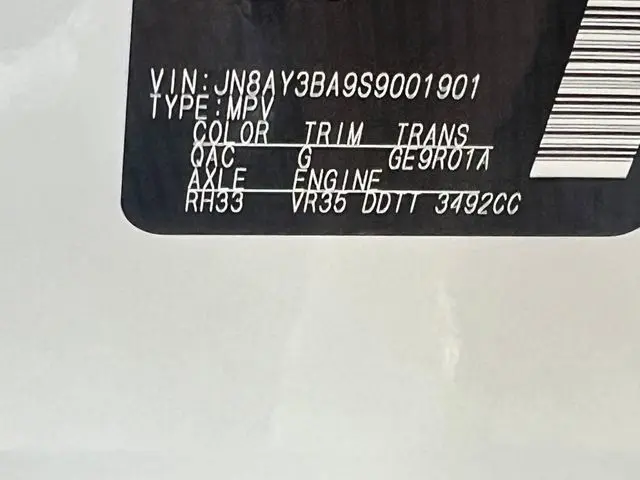 VIN:JN8AY3BA9S9001901
TYPE:MPV
COLOR TRIM TRANS
QAC G GE9R01A
AXLE ENGINE
RH33 VR35 DDTT 3492CC